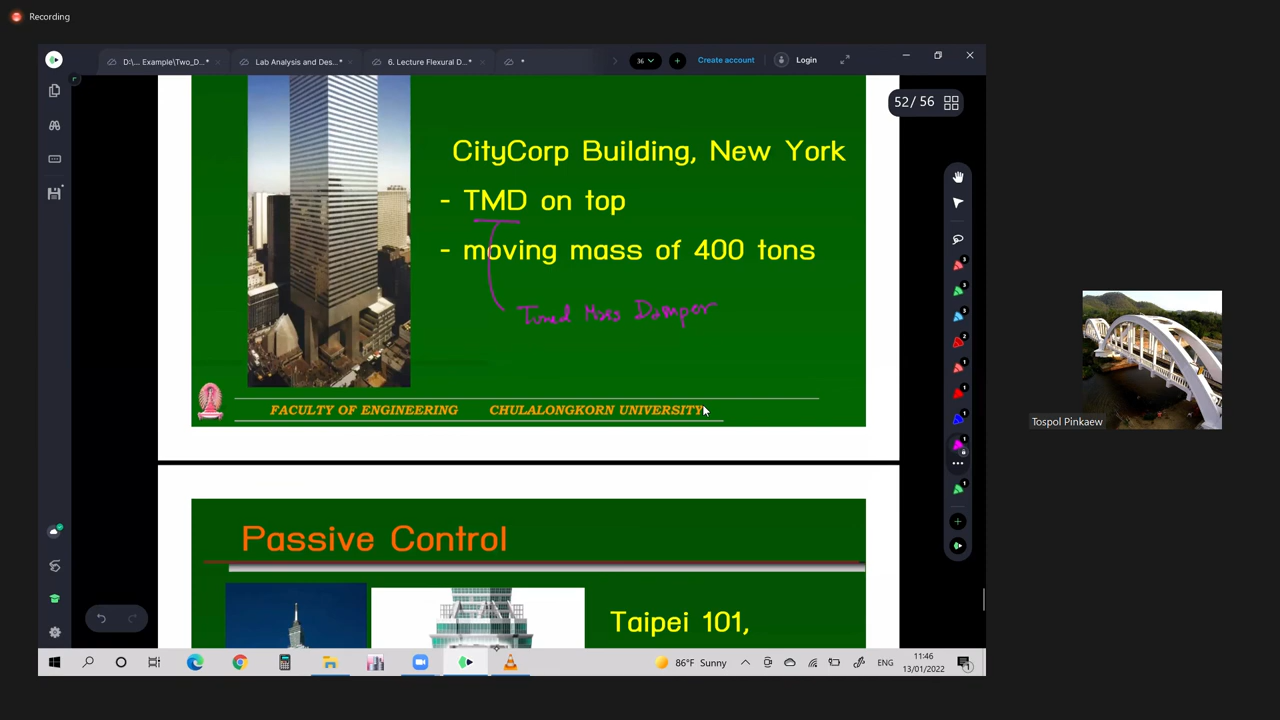 Recording
D:\... Example\Two_D...*
Lab Analysis and Des...*
6. Lecture Flexural D...*
*
36
Create account
Login
52/ 56
CityCorp Building, New York
- TMD on top
- moving mass of 400 tons
Tuned Mass Damper
FACULTY OF ENGINEERING CHULALONGKORN UNIVERSITY
Passive Control
Taipei 101,
Tospol Pinkaew
86°F Sunny
ENG
11:46
13/01/2022